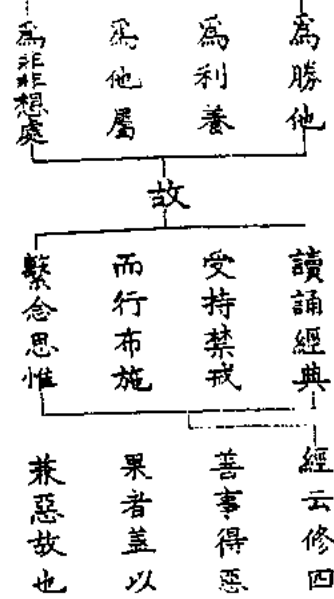 為勝他
為利養
為他屬
為非非想處
故
讀誦經典
受持禁戒
而行布施
繫念思惟
經云修四
善事得惡
果者蓋以
兼惡故也